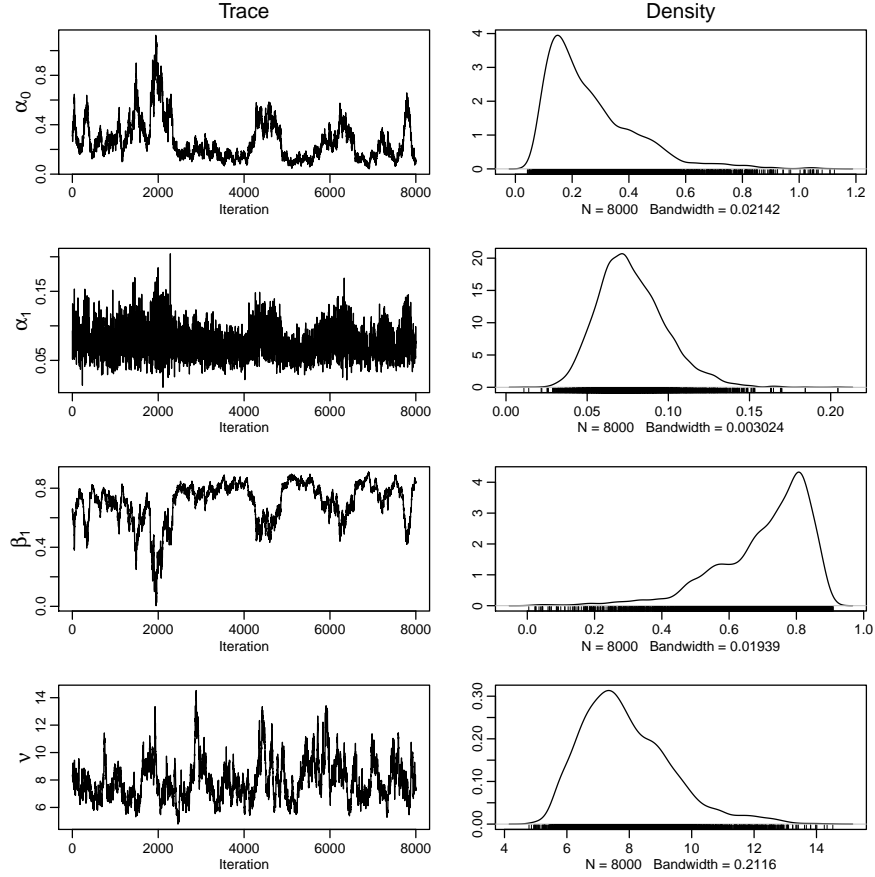 Trace
Density
α0
0.0 0.4 0.8
0 2000 4000 6000 8000
Iteration
0 1 2 3 4
0.0 0.2 0.4 0.6 0.8 1.0 1.2
N = 8000 Bandwidth = 0.02142
α1
0.05 0.15
0 2000 4000 6000 8000
Iteration
0 5 10 15 20
0.00 0.05 0.10 0.15 0.20
N = 8000 Bandwidth = 0.003024
β1
0.0 0.4 0.8
0 2000 4000 6000 8000
Iteration
0 1 2 3 4
0.0 0.2 0.4 0.6 0.8 1.0
N = 8000 Bandwidth = 0.01939
ν
6 8 10 12 14
0 2000 4000 6000 8000
Iteration
0.00 0.10 0.20 0.30
4 6 8 10 12 14
N = 8000 Bandwidth = 0.2116